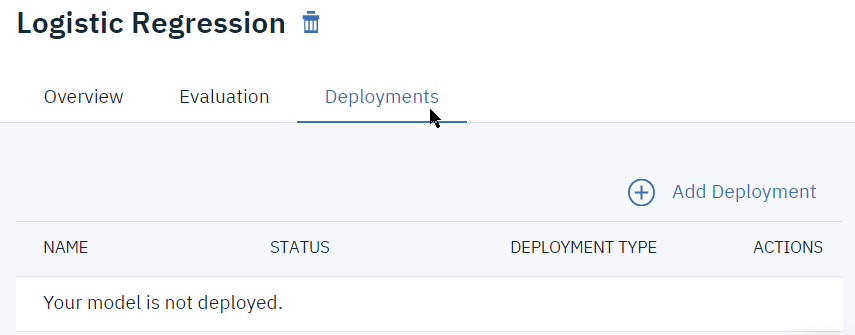 Logistic Regression
Overview Evaluation Deployments
Add Deployment
NAME STATUS DEPLOYMENT TYPE ACTIONS
Your model is not deployed.